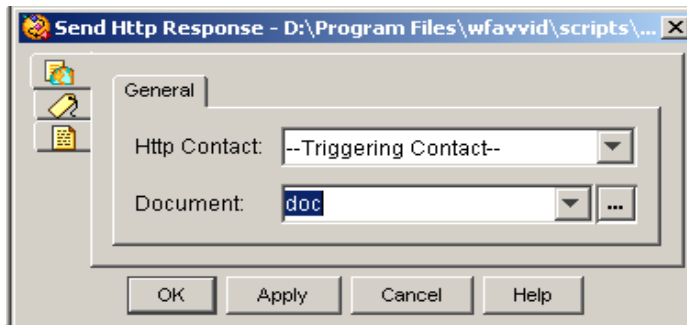 Send Http Response - D:\Program Files\wfavvid\scripts\...
General
Http Contact: --Triggering Contact--
Document: doc ...
OK Apply Cancel Help